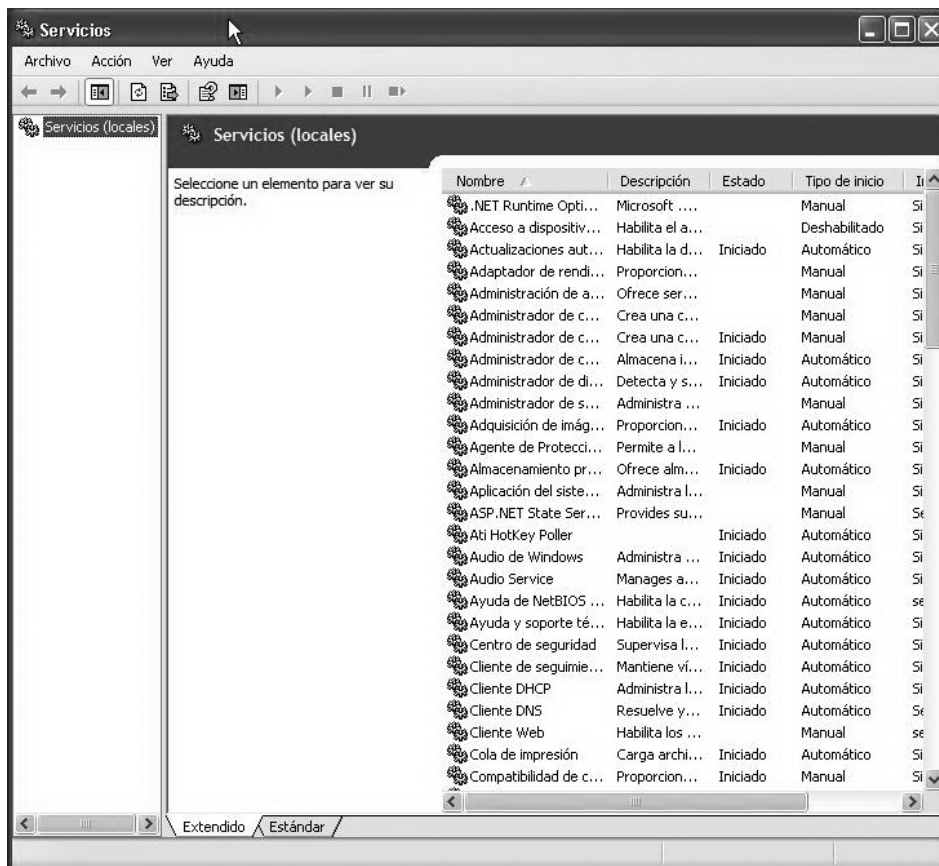 Servicios
Archivo Acción Ver Ayuda
Servicios (locales)
Servicios (locales)
Seleccione un elemento para ver su
descripción.
Nombre Descripción Estado Tipo de inicio
.NET Runtime Opti... Microsoft .... Manual Si
Acceso a dispositiv... Habilita el a... Deshabilitado Si
Actualizaciones aut... Habilita la d... Iniciado Automático Si
Adaptador de rendi... Proporcion... Manual Si
Administración de a... Ofrece ser... Manual Si
Administrador de c... Crea una c... Manual Si
Administrador de c... Crea una c... Iniciado Manual Si
Administrador de c... Almacena i... Iniciado Automático Si
Administrador de di... Detecta y s... Iniciado Automático Si
Administrador de s... Administra ... Manual Si
Adquisición de imág... Proporcion... Iniciado Automático Si
Agente de Protecci... Permite a l... Manual Si
Almacenamiento pr... Ofrece alm... Iniciado Automático Si
Aplicación del siste... Administra l... Manual Si
ASP.NET State Ser... Provides su... Manual Se
Ati HotKey Poller Iniciado Automático Si
Audio de Windows Administra ... Iniciado Automático Si
Audio Service Manages a... Iniciado Automático Si
Ayuda de NetBIOS ... Habilita la c... Iniciado Automático se
Ayuda y soporte té... Habilita la e... Iniciado Automático Si
Centro de seguridad Supervisa l... Iniciado Automático Si
Cliente de seguimie... Mantiene ví... Iniciado Automático Si
Cliente DHCP Administra l... Iniciado Automático Si
Cliente DNS Resuelve y... Iniciado Automático Se
Cliente Web Habilita los ... Manual se
Cola de impresión Carga archi... Iniciado Automático Si
Compatibilidad de c... Proporcion... Iniciado Manual Si
Extendido Estándar